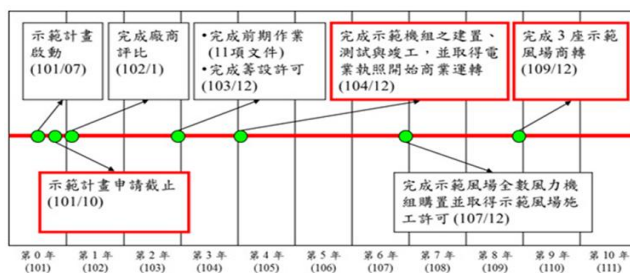 示範計畫
啟動
(101/07)
完成廠商
評比
(102/1)
•完成前期作業
(11項文件)
•完成籌設許可
(103/12)
完成示範機組之建置、
測試與竣工，並取得電
業執照開始商業運轉
(104/12)
完成 3 座示範
風場商轉
(109/12)
示範計畫申請截止
(101/10)
完成示範風場全數風力機
組購置並取得示範風場施
工許可 (107/12)
第 0 年
(101)
第 1 年
(102)
第 2 年
(103)
第 3 年
(104)
第 4 年
(105)
第 5 年
(106)
第 6 年
(107)
第 7 年
(108)
第 8 年
(109)
第 9 年
(110)
第 10 年
(111)